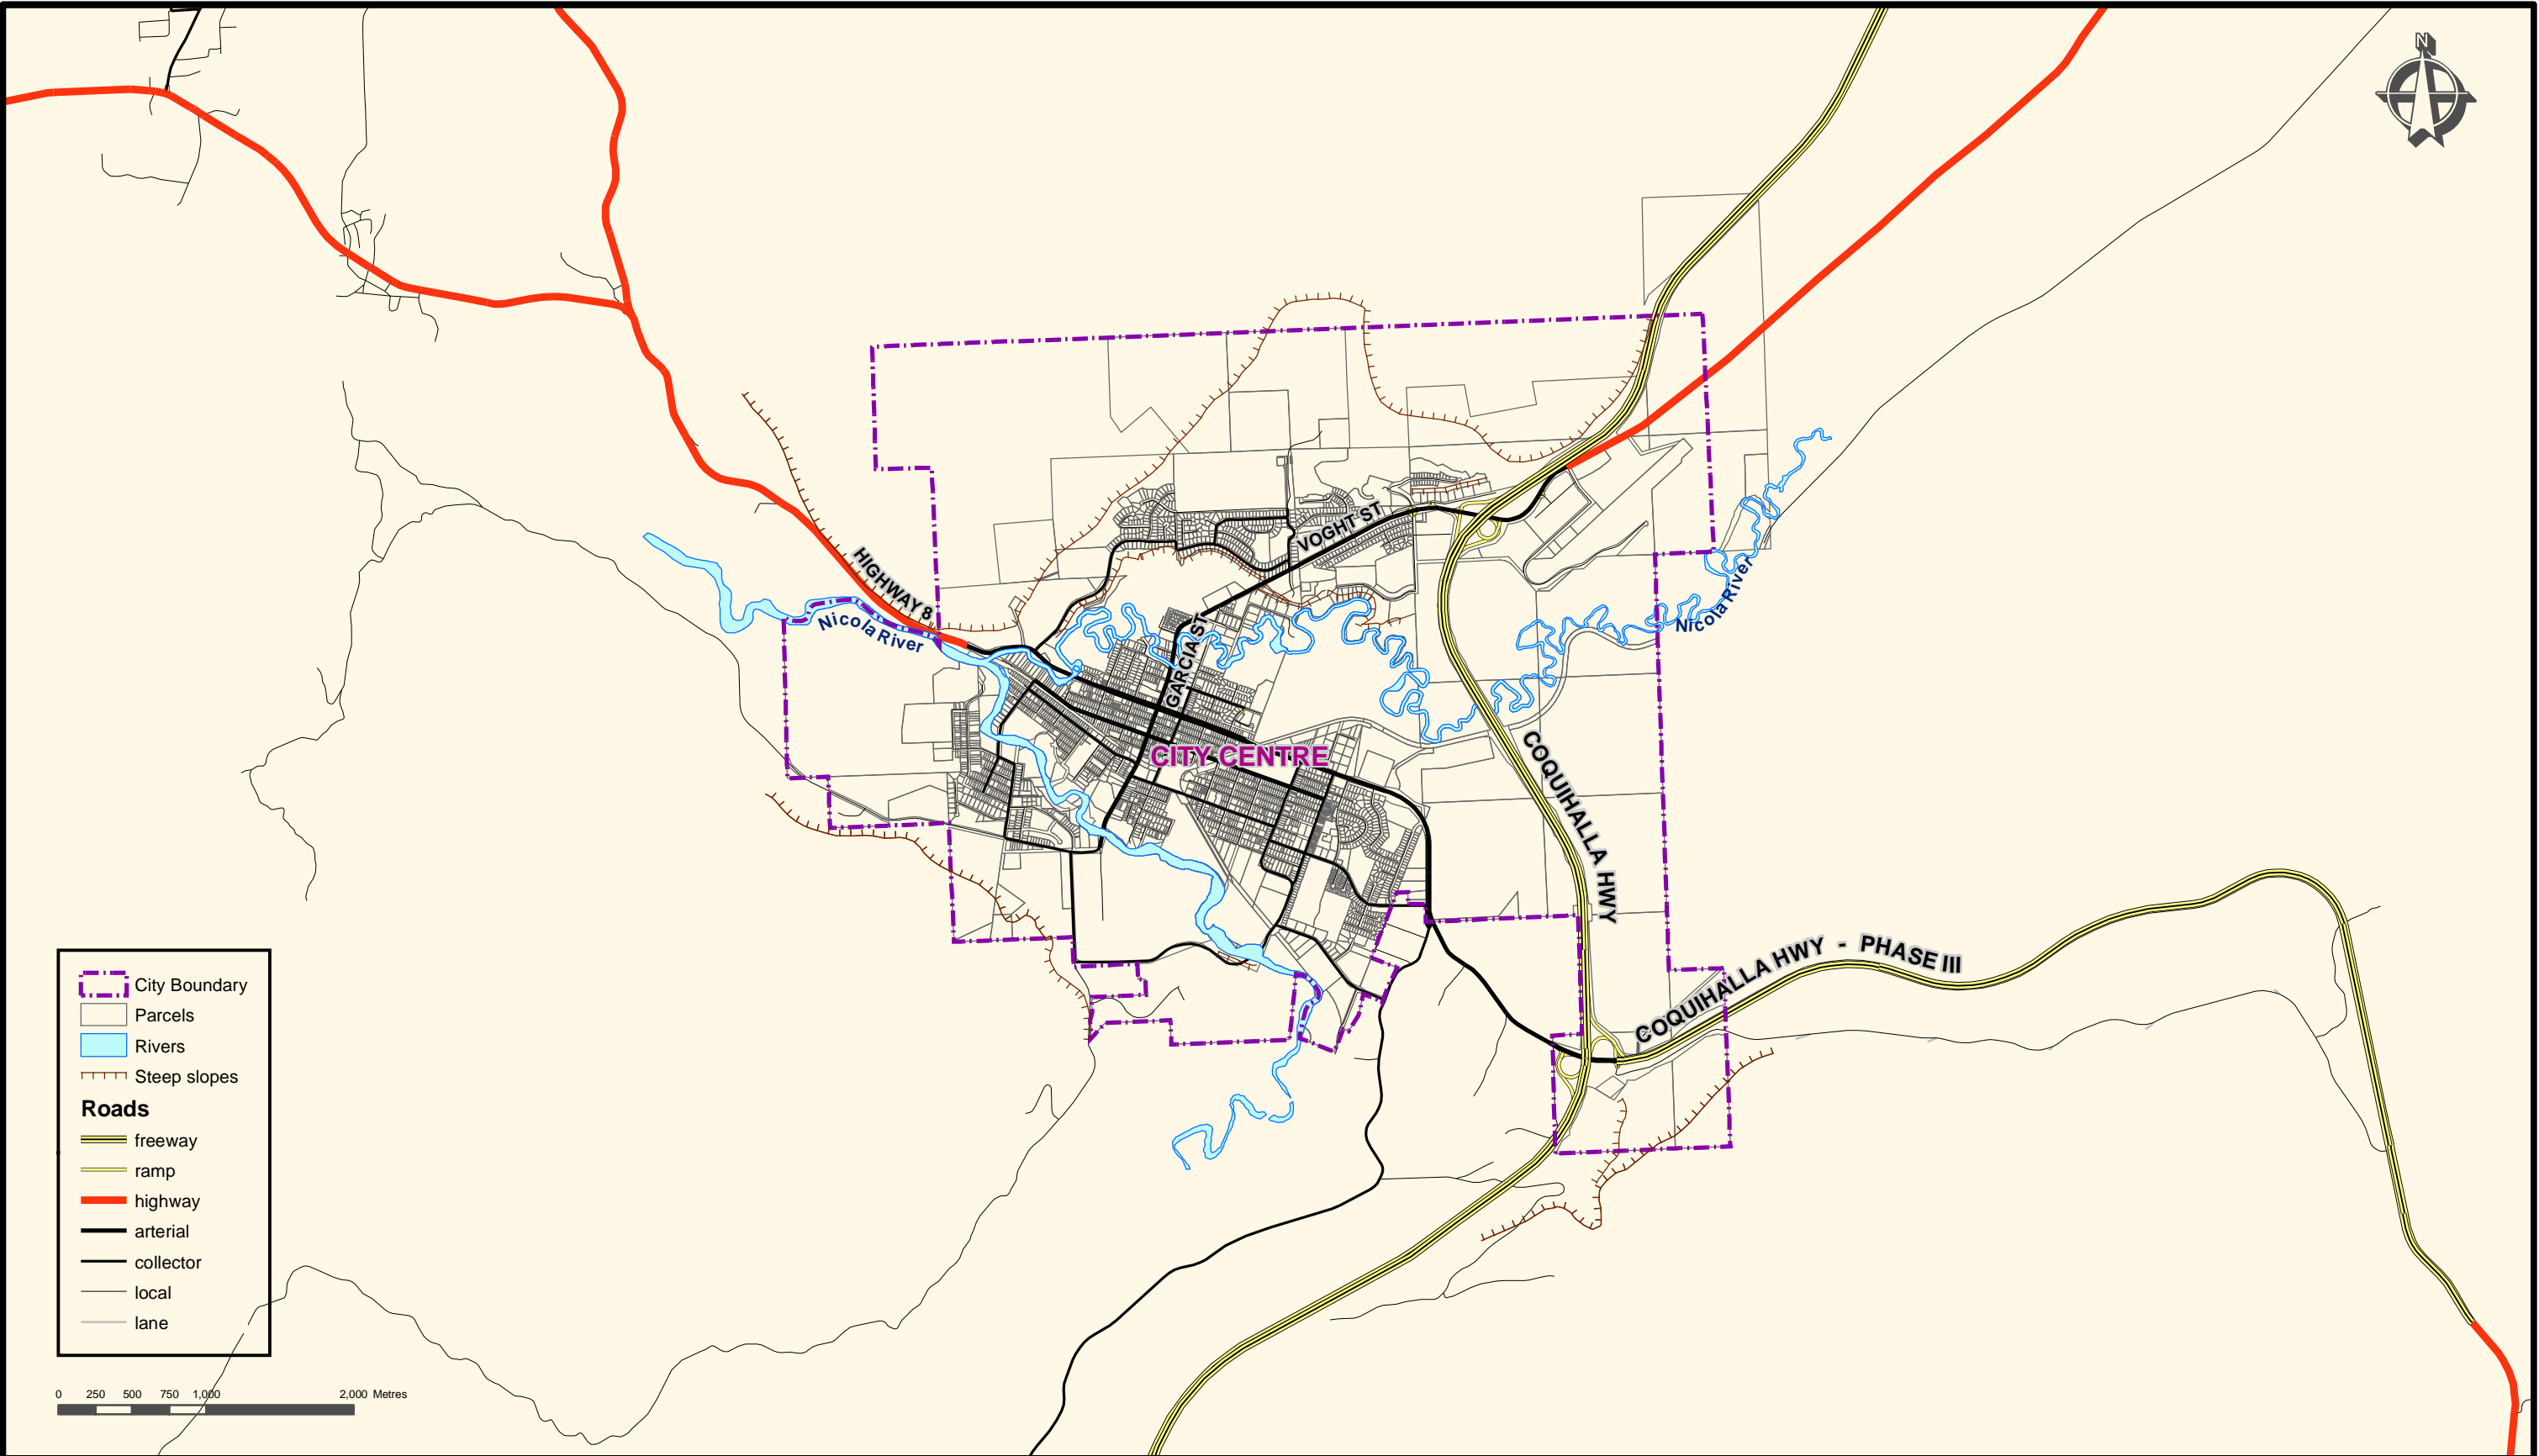 N
VOGHT ST
HIGHWAY 8
Nicola River
Nicola River
GARCIA ST
CITY CENTRE
COQUIHALLA HWY
COQUIHALLA HWY - PHASE III
City Boundary
Parcels
Rivers
Steep slopes
Roads
freeway
ramp
highway
arterial
collector
local
lane
0 250 500 750 1,000 2,000 Metres